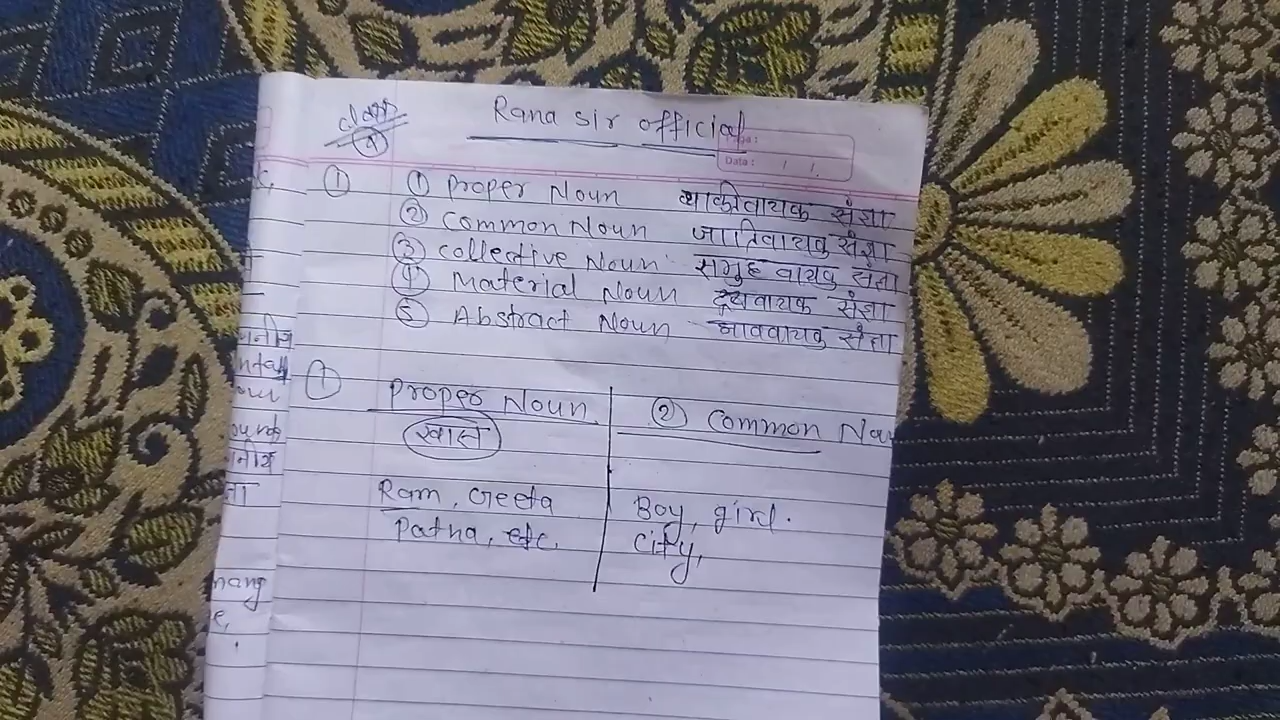 Rana sir official
class
④
Date :
① ① Proper Noun व्याकीवाचक संज्ञा
② Common Noun जातिवाचक संज्ञा
③ Collective Noun समुह वाचक संज्ञा
④ Material Noun द्रव्यवाचक संज्ञा
⑤ Abstract Noun भाववाचक संज्ञा
① Proper Noun
खास
Ram, Geeta
Patna, etc.
② Common Noun
Boy, girl.
city,